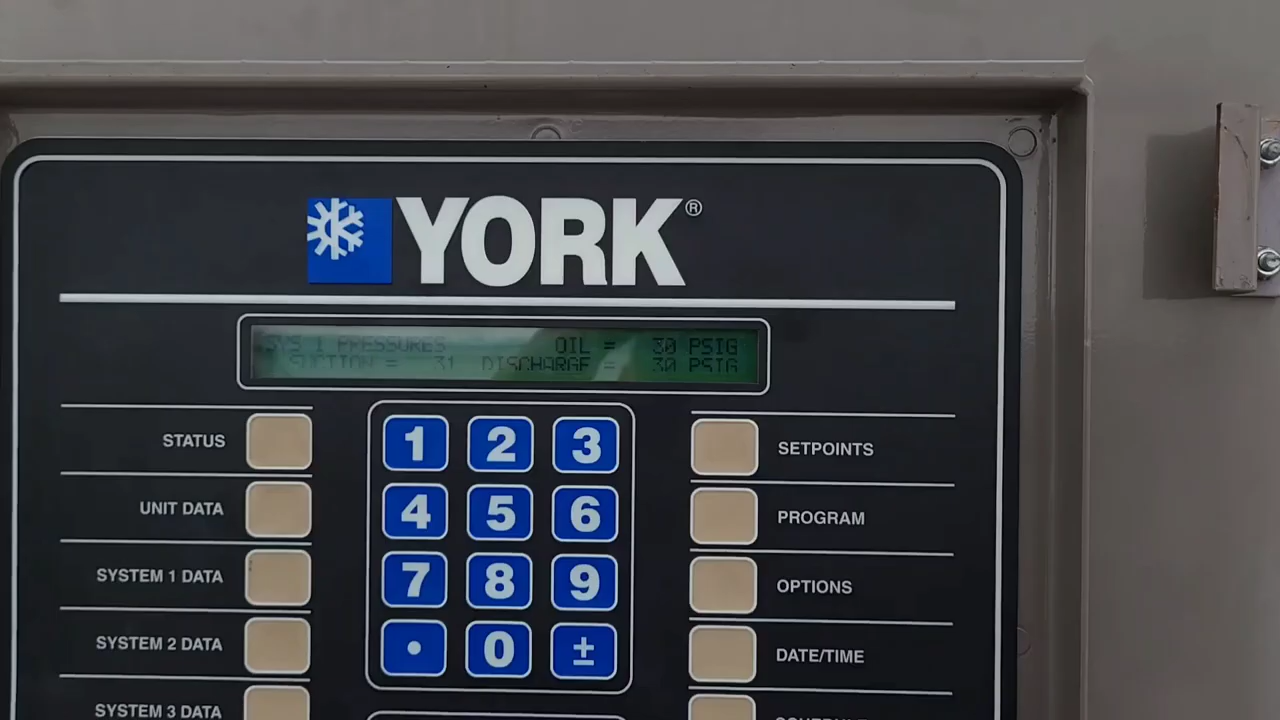 YORK®
SYS 1 PRESSURES OIL = 30 PSIG
SUCTION = 31 DISCHARGE = 30 PSIG
STATUS
UNIT DATA
SYSTEM 1 DATA
SYSTEM 2 DATA
SYSTEM 3 DATA
1 2 3
4 5 6
7 8 9
. 0 ±
SETPOINTS
PROGRAM
OPTIONS
DATE/TIME